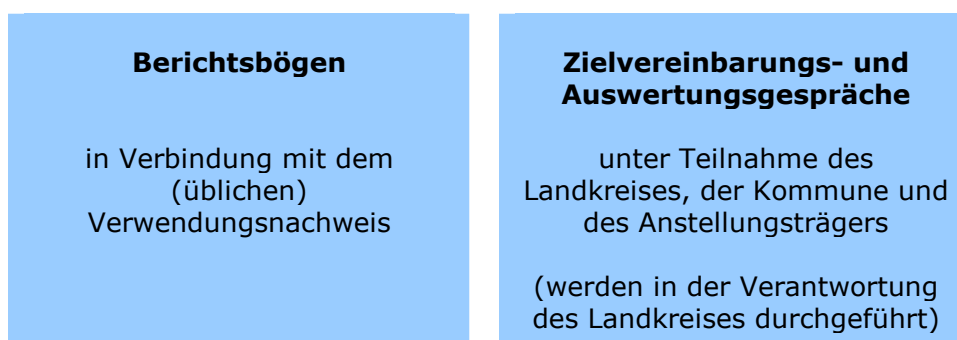 Berichtsbögen
in Verbindung mit dem
(üblichen)
Verwendungsnachweis
Zielvereinbarungs- und
Auswertungsgespräche
unter Teilnahme des
Landkreises, der Kommune und
des Anstellungsträgers
(werden in der Verantwortung
des Landkreises durchgeführt)